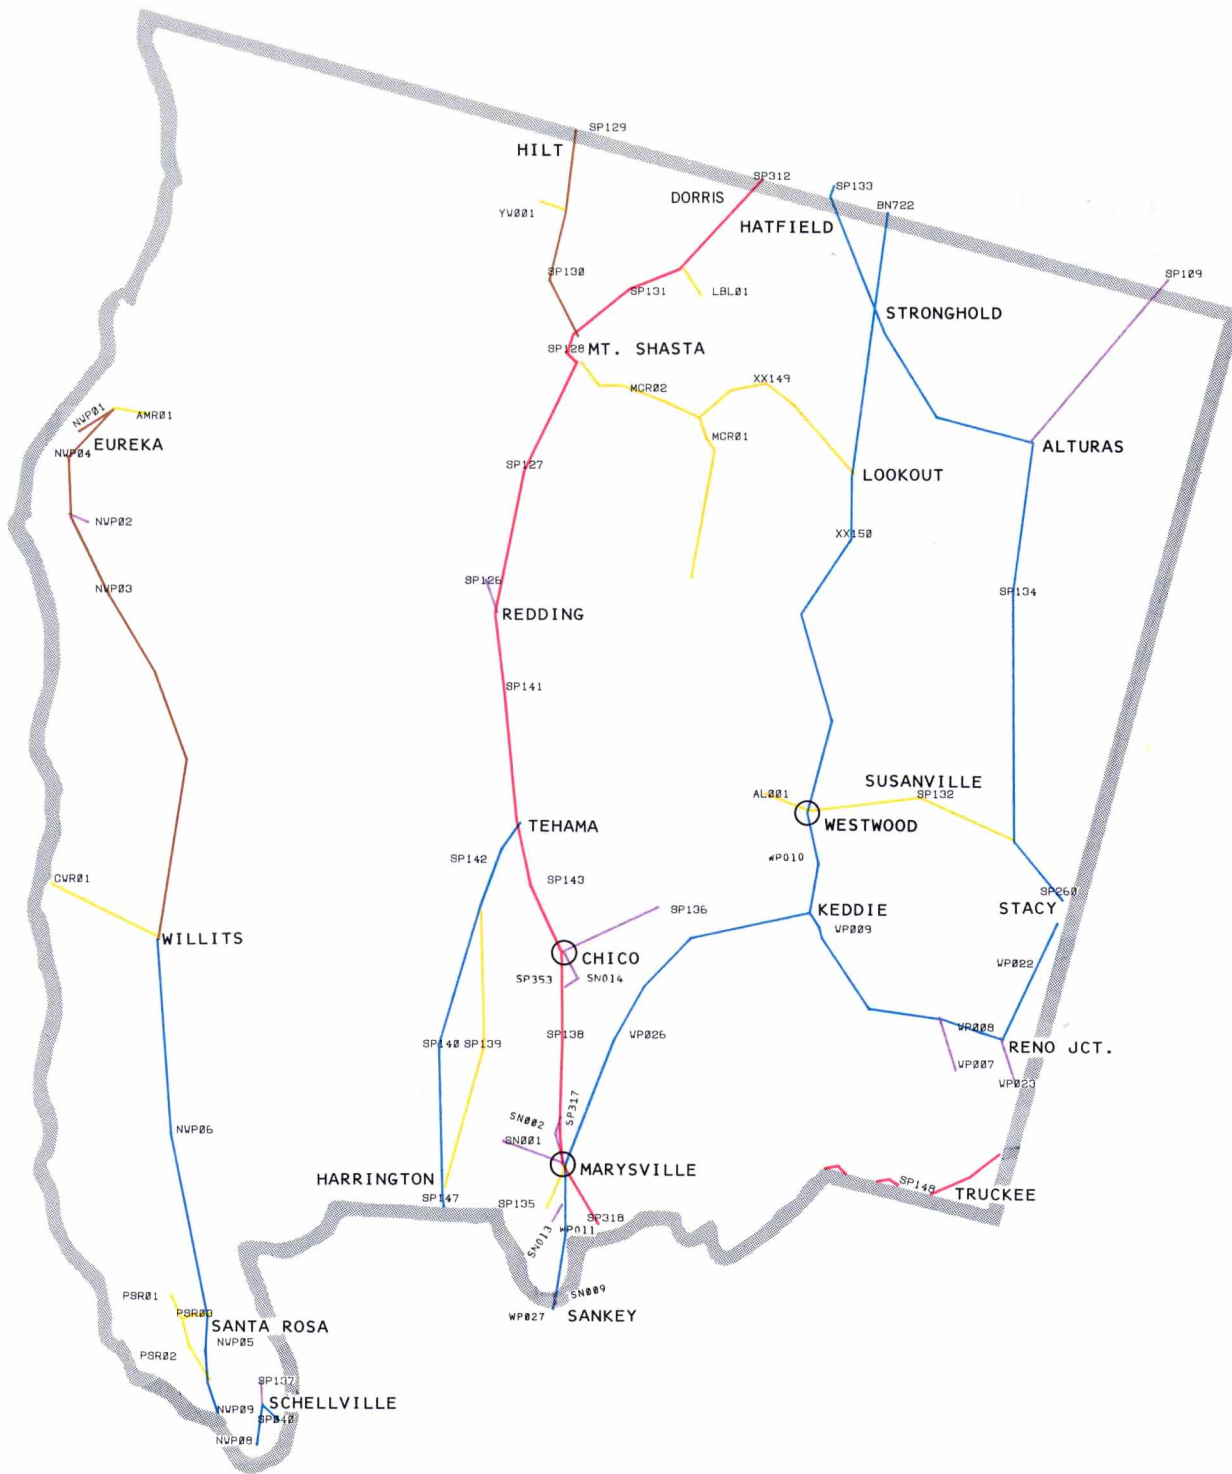 SP129
HILT
SP312
SP133
DORRIS
BN722
YW001
HATFIELD
SP109
SP130
SP131
LBL01
STRONGHOLD
SP128
MT. SHASTA
XX149
MCR02
NWP01
AMR01
MCR01
EUREKA
ALTURAS
NWP04
SP127
LOOKOUT
NWP02
XX150
SP126
NWP03
SP134
REDDING
SP141
SUSANVILLE
AL001
SP132
TEHAMA
WESTWOOD
SP142
WP010
CWR01
SP143
SP260
SP136
KEDDIE
STACY
WP009
WILLITS
CHICO
WP022
SP353
SN014
WP008
SP138
WP026
SP140
SP139
RENO JCT.
WP007
WP023
SP317
SN002
NWP06
SN001
MARYSVILLE
HARRINGTON
SP148
TRUCKEE
SP147
SP135
SP318
WP011
SN013
PSR01
SN009
PSR03
WP027
SANKEY
SANTA ROSA
NWP05
PSR02
SP137
SCHELLVILLE
NWP09
SP040
NWP08